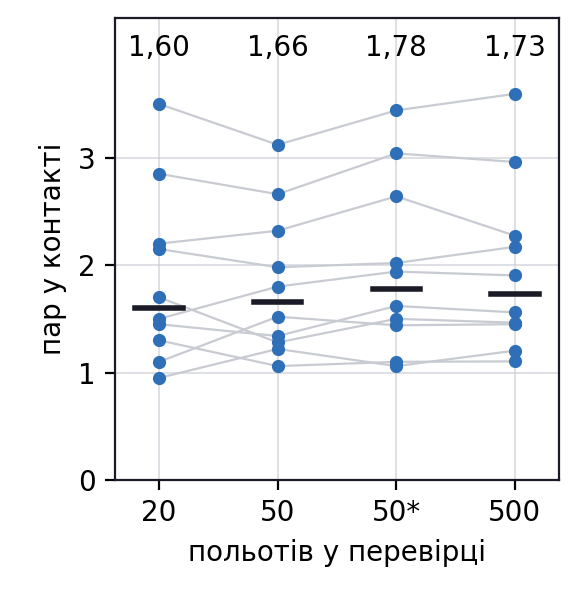 1,60 1,66 1,78 1,73
пар у контакті
3
2
1
0
20 50 50* 500
польотів у перевірці